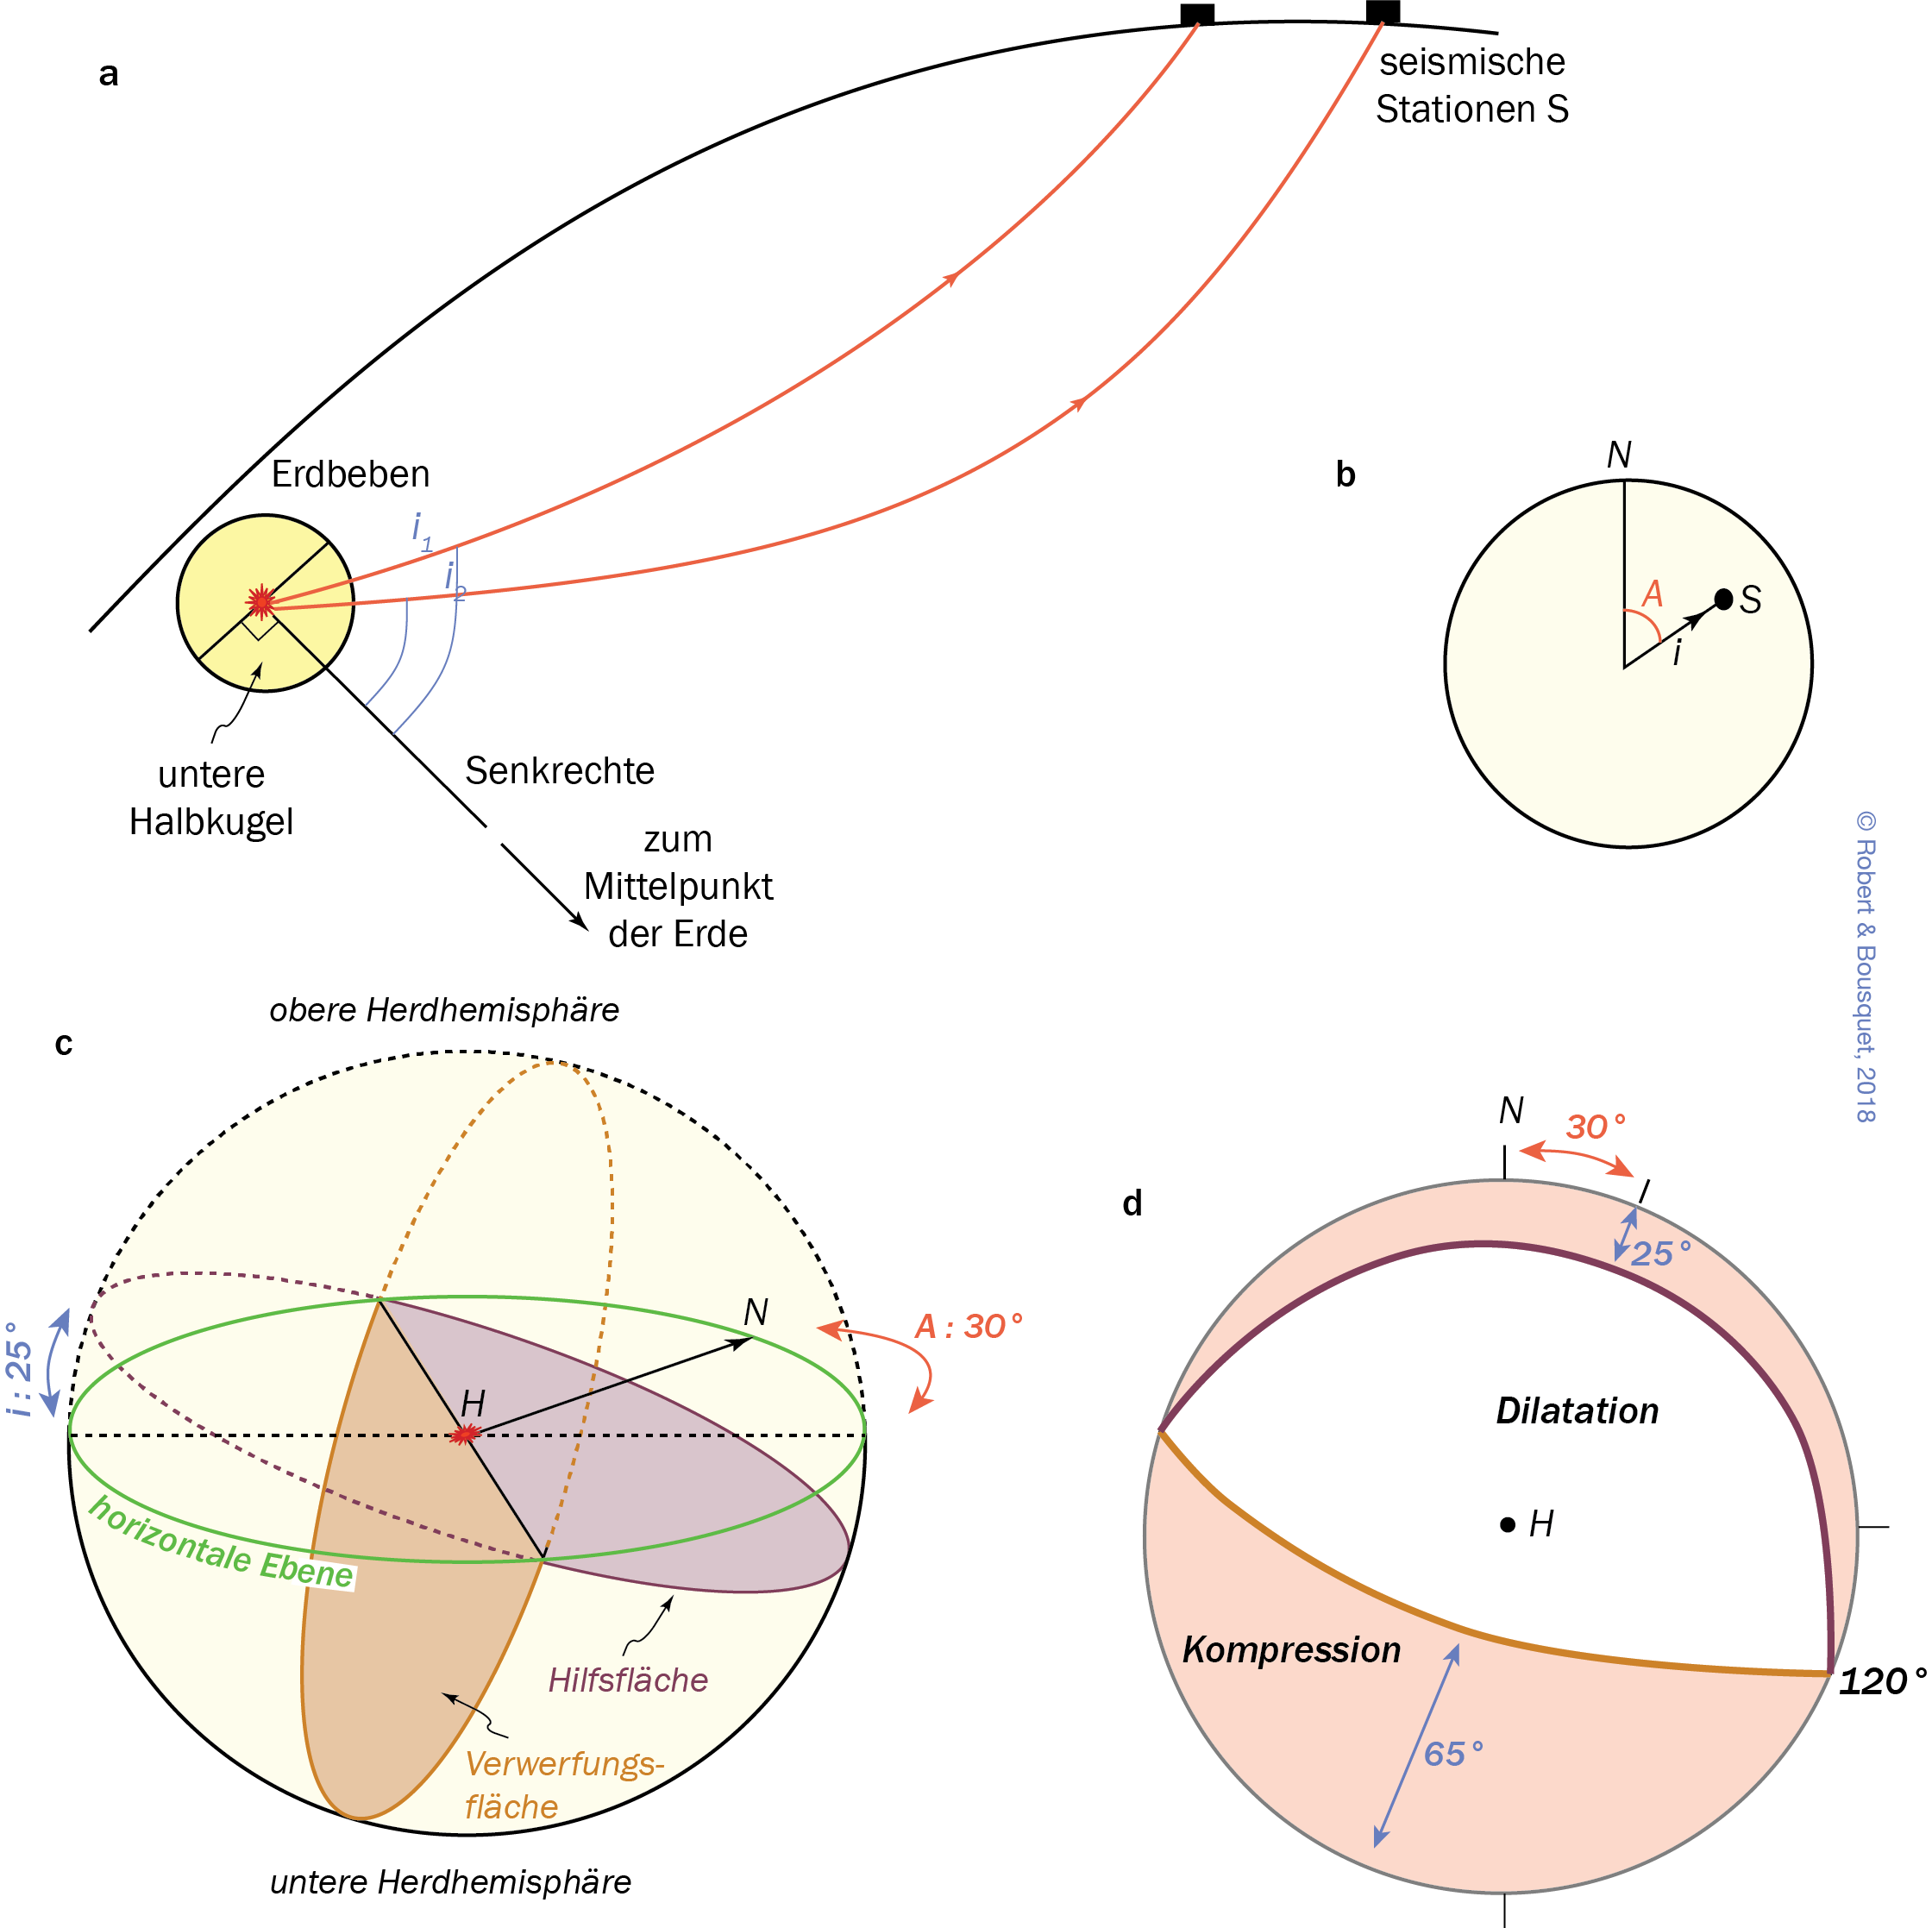 a
seismische
Stationen S
Erdbeben
i1
i2
untere
Halbkugel
Senkrechte
zum
Mittelpunkt
der Erde
b
N
A
S
i
© Robert & Bousquet, 2018
obere Herdhemisphäre
c
N
A : 30°
i : 25°
H
horizontale Ebene
Hilfsfläche
Verwerfungs-
fläche
untere Herdhemisphäre
d
N
30°
25°
Dilatation
H
Kompression
120°
65°